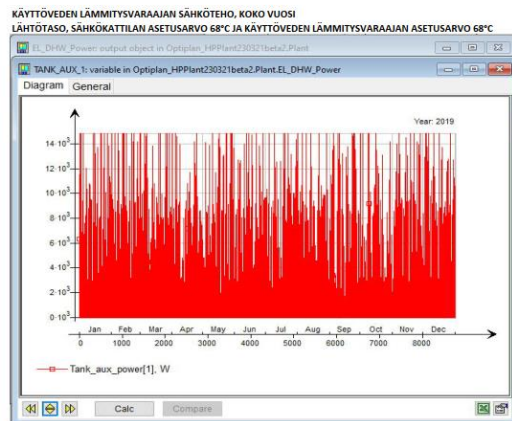 KÄYTTÖVEDEN LÄMMITYSVARAAJAN SÄHKÖTEHO, KOKO VUOSI
LÄHTÖTASO, SÄHKÖKATTILAN ASETUSARVO 68°C JA KÄYTTÖVEDEN LÄMMITYSVARAAJAN ASETUSARVO 68°C
EL_DHW_Power: output object in Optiplan_HPPlant230321beta2.Plant
TANK_AUX_1: variable in Optiplan_HPPlant230321beta2.Plant.EL_DHW_Power
Diagram General
Year: 2019
14·10³
12·10³
10·10³
8·10³
6·10³
4·10³
2·10³
0·10³
Jan Feb Mar Apr May Jun Jul Aug Sep Oct Nov Dec
0 1000 2000 3000 4000 5000 6000 7000 8000
Tank_aux_power[1], W
Calc Compare